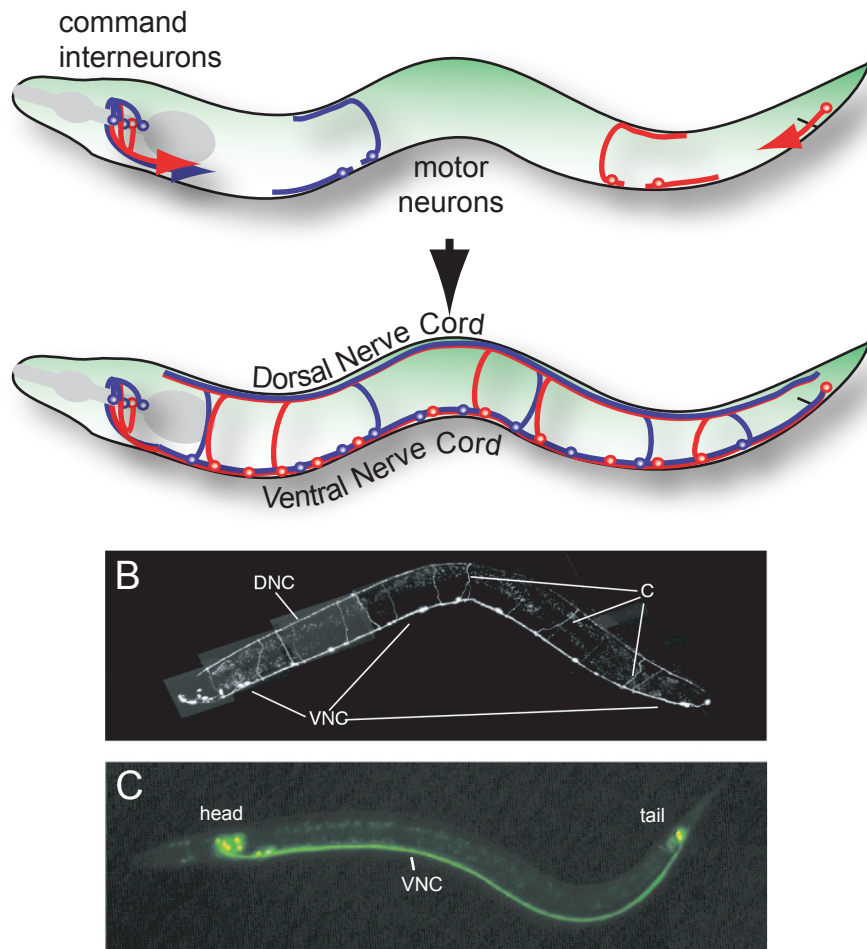 command
interneurons
motor
neurons
Dorsal Nerve Cord
Ventral Nerve Cord
B
DNC
C
VNC
C
head
tail
VNC